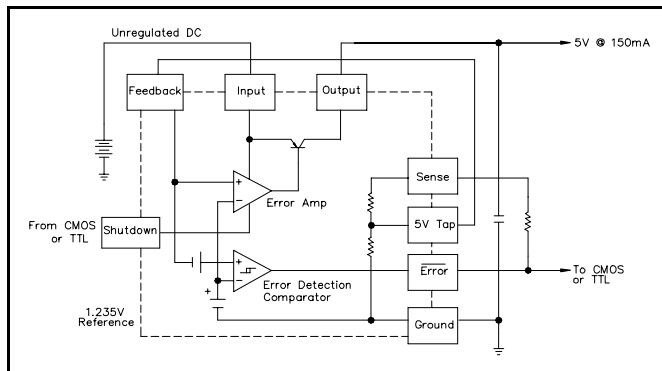 Unregulated DC
5V @ 150mA
Feedback
Input
Output
+
−
Error Amp
Sense
5V Tap
From CMOS
or TTL
Shutdown
+
−
Error Detection
Comparator
Error
To CMOS
or TTL
+
1.235V
Reference
Ground